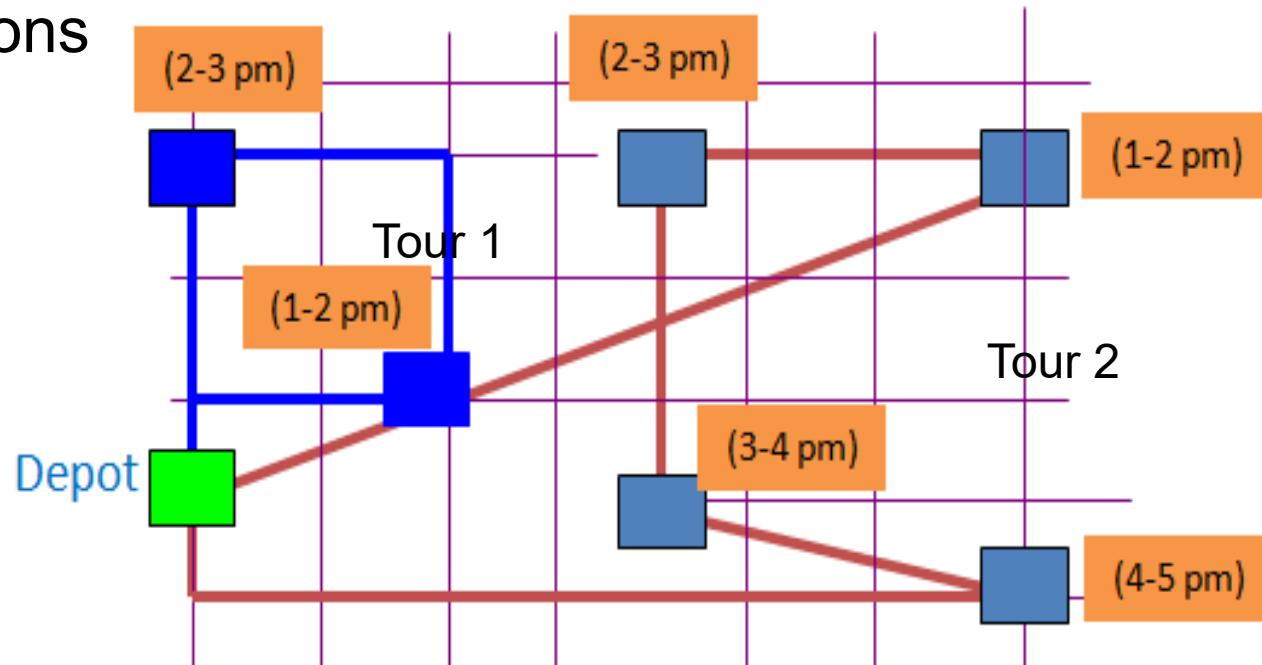 ons
(2-3 pm)
(2-3 pm)
(1-2 pm)
Tour 1
(1-2 pm)
Tour 2
(3-4 pm)
Depot
(4-5 pm)